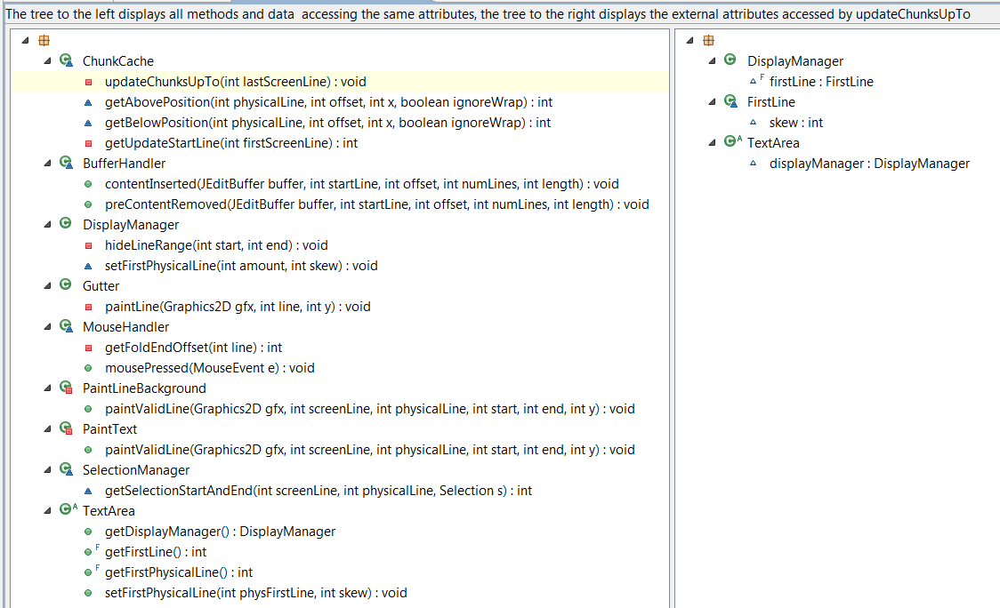 The tree to the left displays all methods and data  accessing the same attributes, the tree to the right displays the external attributes accessed by updateChunksUpTo
ChunkCache
updateChunksUpTo(int lastScreenLine) : void
getAbovePosition(int physicalLine, int offset, int x, boolean ignoreWrap) : int
getBelowPosition(int physicalLine, int offset, int x, boolean ignoreWrap) : int
getUpdateStartLine(int firstScreenLine) : int
BufferHandler
contentInserted(JEditBuffer buffer, int startLine, int offset, int numLines, int length) : void
preContentRemoved(JEditBuffer buffer, int startLine, int offset, int numLines, int length) : void
DisplayManager
hideLineRange(int start, int end) : void
setFirstPhysicalLine(int amount, int skew) : void
Gutter
paintLine(Graphics2D gfx, int line, int y) : void
MouseHandler
getFoldEndOffset(int line) : int
mousePressed(MouseEvent e) : void
PaintLineBackground
paintValidLine(Graphics2D gfx, int screenLine, int physicalLine, int start, int end, int y) : void
PaintText
paintValidLine(Graphics2D gfx, int screenLine, int physicalLine, int start, int end, int y) : void
SelectionManager
getSelectionStartAndEnd(int screenLine, int physicalLine, Selection s) : int
A TextArea
getDisplayManager() : DisplayManager
F getFirstLine() : int
F getFirstPhysicalLine() : int
setFirstPhysicalLine(int physFirstLine, int skew) : void
DisplayManager
F firstLine : FirstLine
FirstLine
skew : int
A TextArea
displayManager : DisplayManager